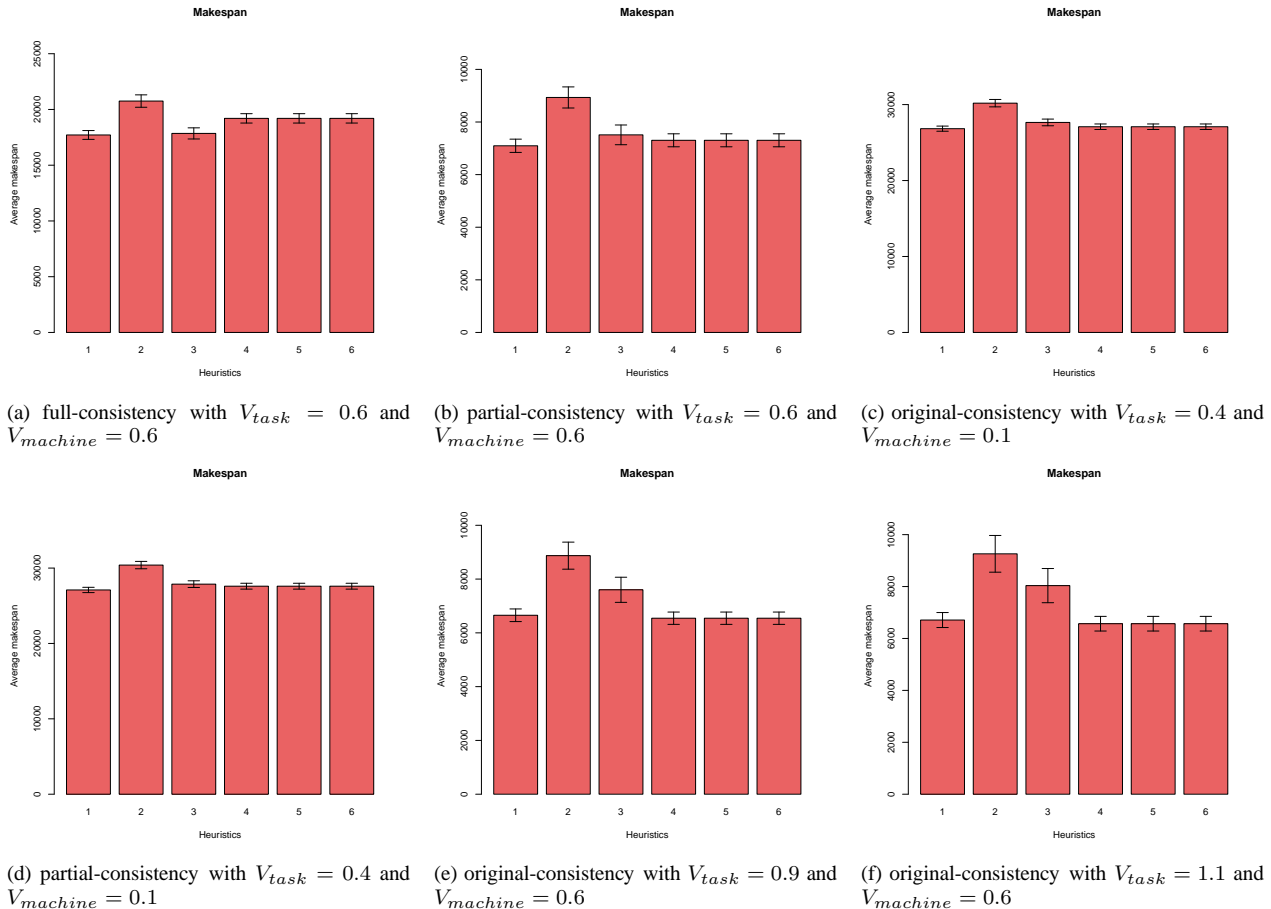 Makespan
Makespan
Makespan
25000
20000
15000
10000
5000
0
Average makespan
1 2 3 4 5 6
Heuristics
10000
8000
6000
4000
2000
0
Average makespan
1 2 3 4 5 6
Heuristics
30000
20000
10000
0
Average makespan
1 2 3 4 5 6
Heuristics
(a) full-consistency with V_task = 0.6 and
V_machine = 0.6
(b) partial-consistency with V_task = 0.6 and
V_machine = 0.6
(c) original-consistency with V_task = 0.4 and
V_machine = 0.1
Makespan
Makespan
Makespan
30000
20000
10000
0
Average makespan
1 2 3 4 5 6
Heuristics
10000
8000
6000
4000
2000
0
Average makespan
1 2 3 4 5 6
Heuristics
10000
8000
6000
4000
2000
0
Average makespan
1 2 3 4 5 6
Heuristics
(d) partial-consistency with V_task = 0.4 and
V_machine = 0.1
(e) original-consistency with V_task = 0.9 and
V_machine = 0.6
(f) original-consistency with V_task = 1.1 and
V_machine = 0.6